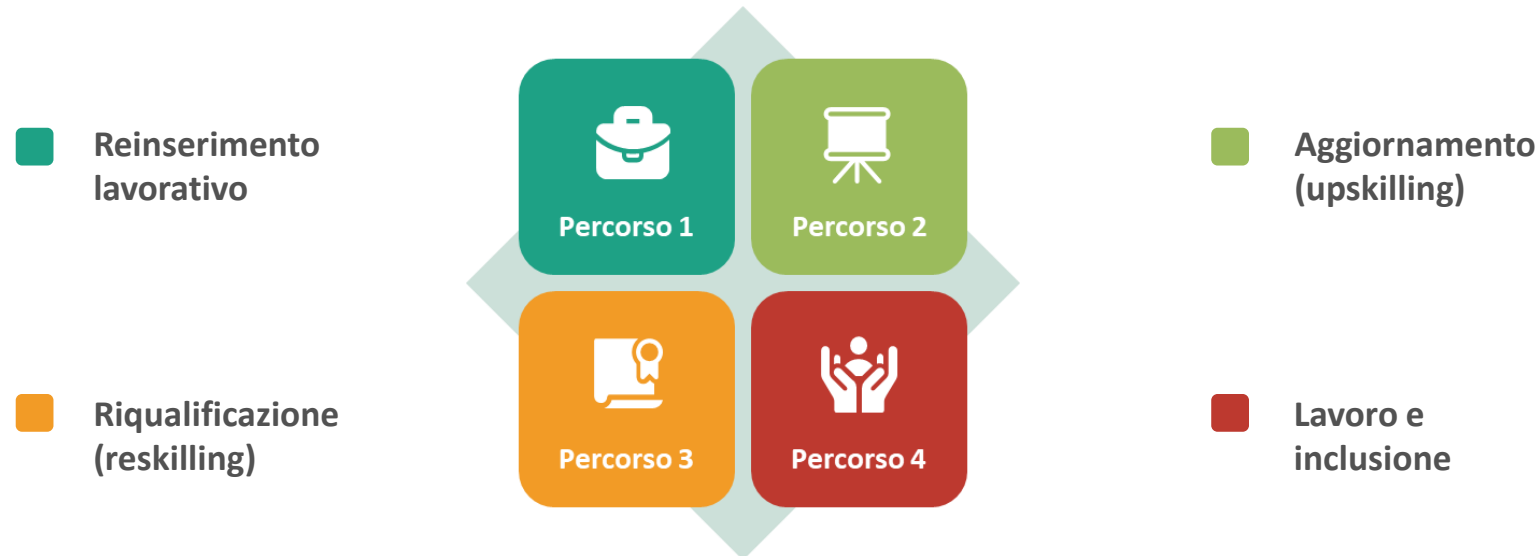 Reinserimento
lavorativo
Percorso 1
Percorso 2
Aggiornamento
(upskilling)
Riqualificazione
(reskilling)
Percorso 3
Percorso 4
Lavoro e
inclusione